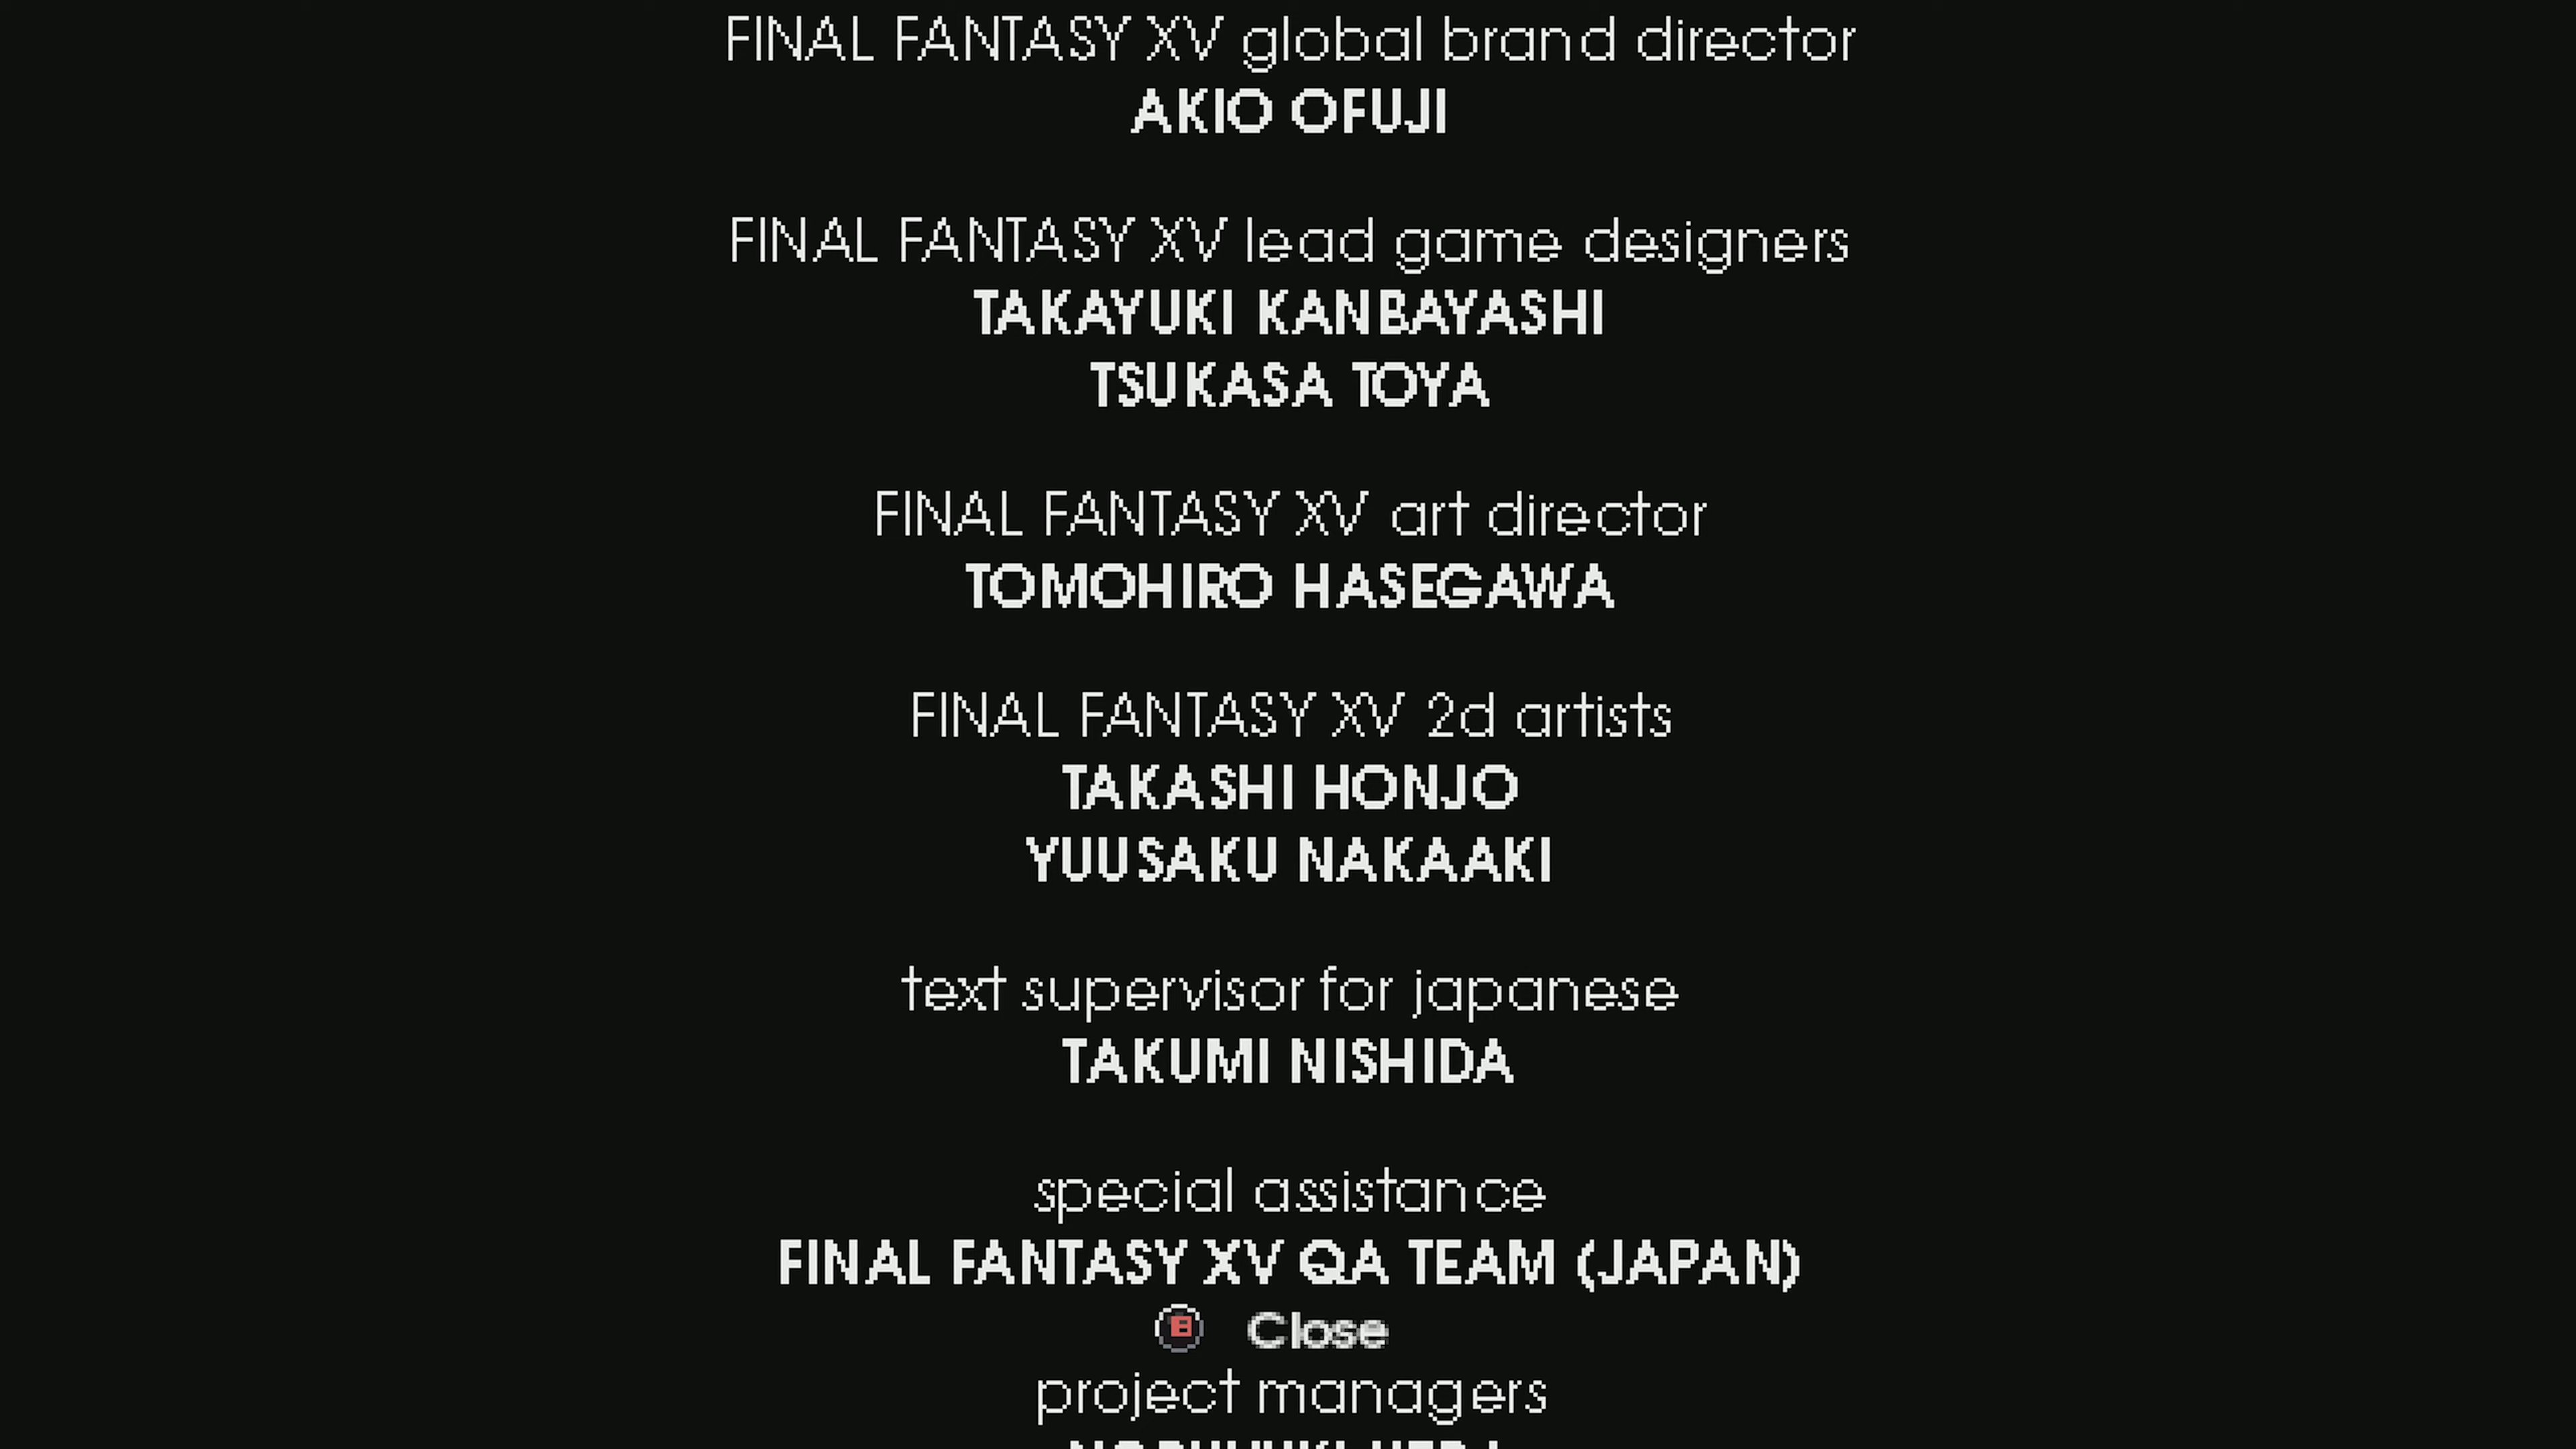 FINAL FANTASY XV global brand director
AKIO OFUJI
FINAL FANTASY XV lead game designers
TAKAYUKI KANBAYASHI
TSUKASA TOYA
FINAL FANTASY XV art director
TOMOHIRO HASEGAWA
FINAL FANTASY XV 2d artists
TAKASHI HONJO
YUUSAKU NAKAAKI
text supervisor for japanese
TAKUMI NISHIDA
special assistance
FINAL FANTASY XV QA TEAM (JAPAN)
B Close
project managers